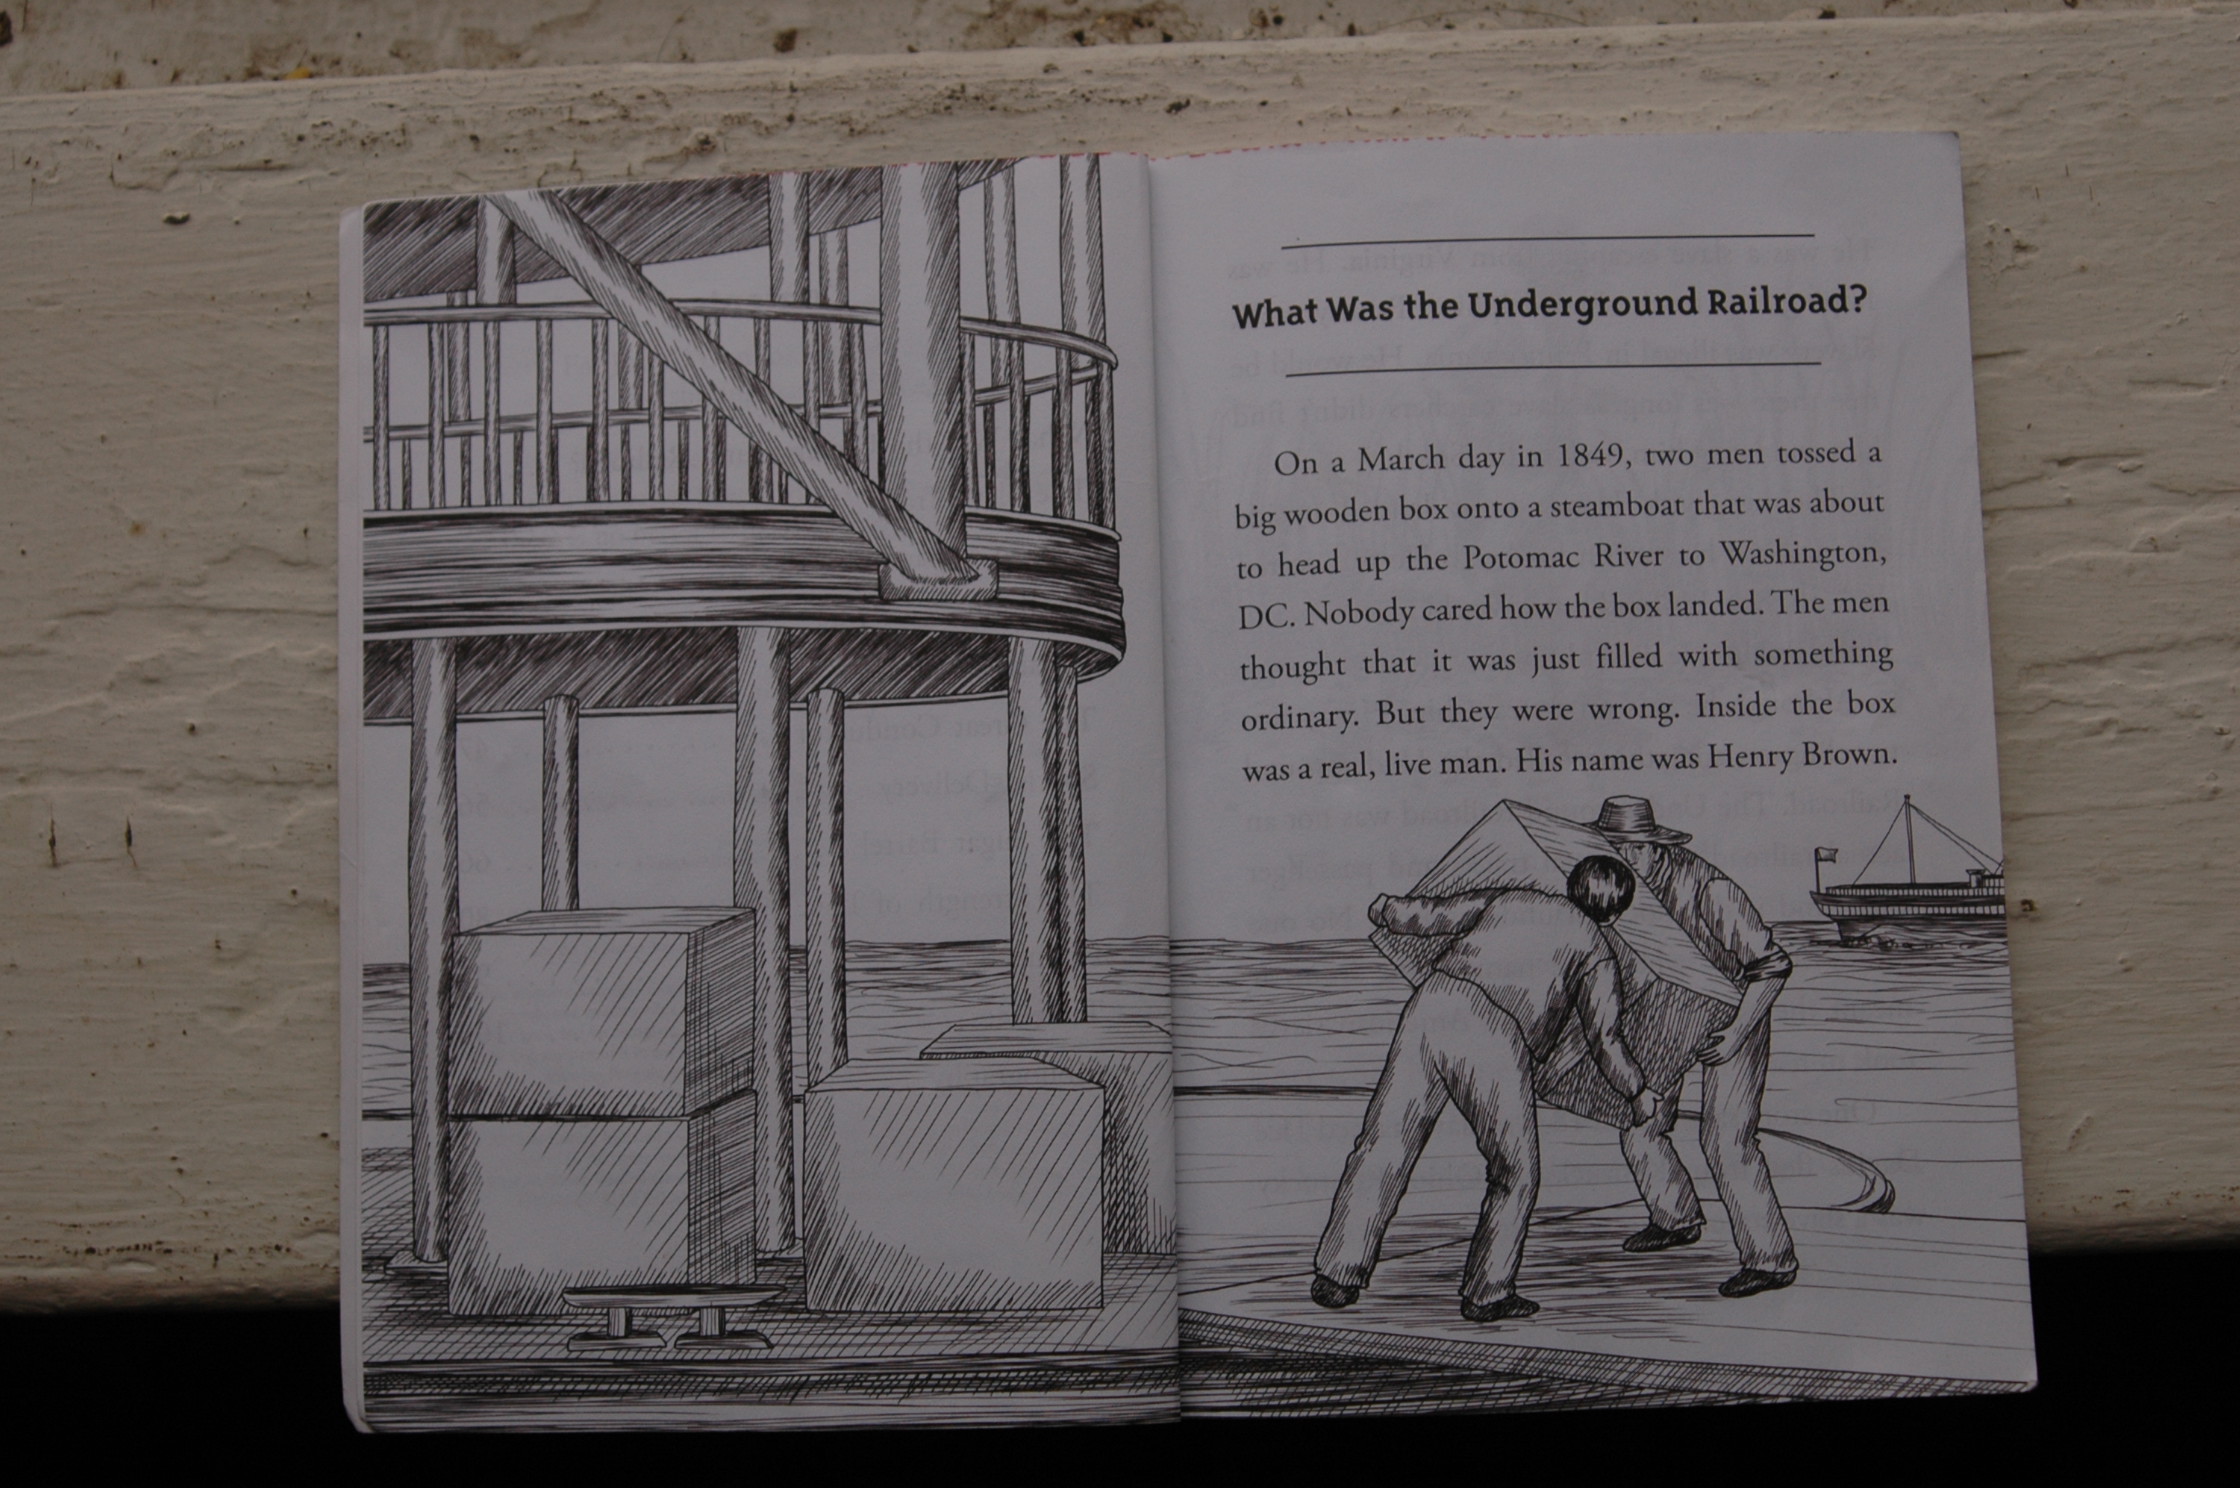 What Was the Underground Railroad?
On a March day in 1849, two men tossed a
big wooden box onto a steamboat that was about
to head up the Potomac River to Washington,
DC. Nobody cared how the box landed. The men
thought that it was just filled with something
ordinary. But they were wrong. Inside the box
was a real, live man. His name was Henry Brown.